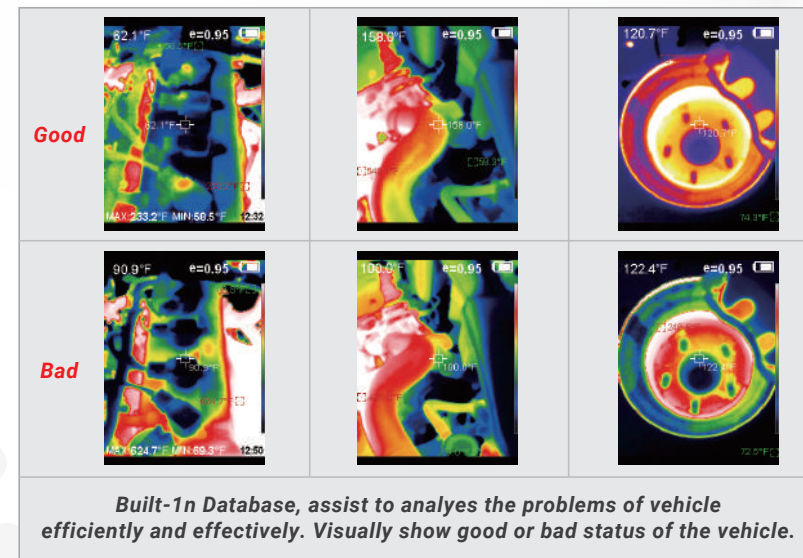 Good
62.1°F e=0.95
62.1°F
MAX:233.2°F MIN:58.5°F 12:32
158.0°F e=0.95
158.0°F
120.7°F e=0.95
120.7°F
74.3°F
Bad
90.9°F e=0.95
90.9°F
MAX:624.7°F MIN:69.3°F 12:50
100.0°F e=0.95
100.0°F
122.4°F e=0.95
72.5°F
Built-1n Database, assist to analyes the problems of vehicle
efficiently and effectively. Visually show good or bad status of the vehicle.